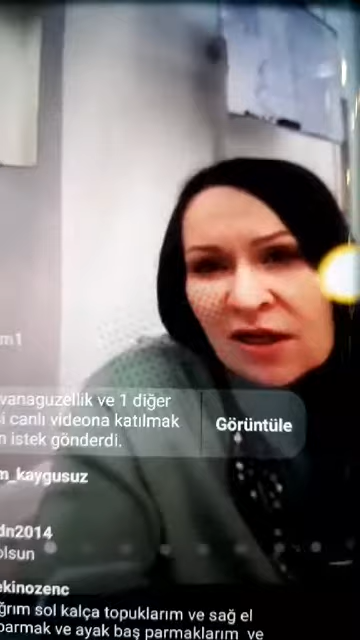 m1
vanaguzellik ve 1 diğer
si canlı videona katılmak
n istek gönderdi.
Görüntüle
m_kaygusuz
dn2014
olsun
ekinozenc
ğrım sol kalça topuklarım ve sağ el
parmak ve ayak baş parmaklarım ve